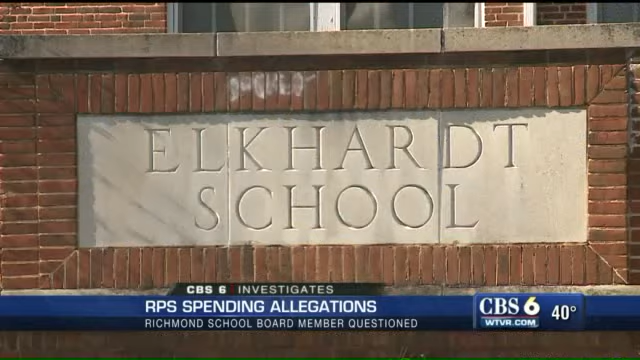 ELKHARDT
SCHOOL
CBS 6 INVESTIGATES
RPS SPENDING ALLEGATIONS
RICHMOND SCHOOL BOARD MEMBER QUESTIONED
CBS 6
WTVR.COM
40°